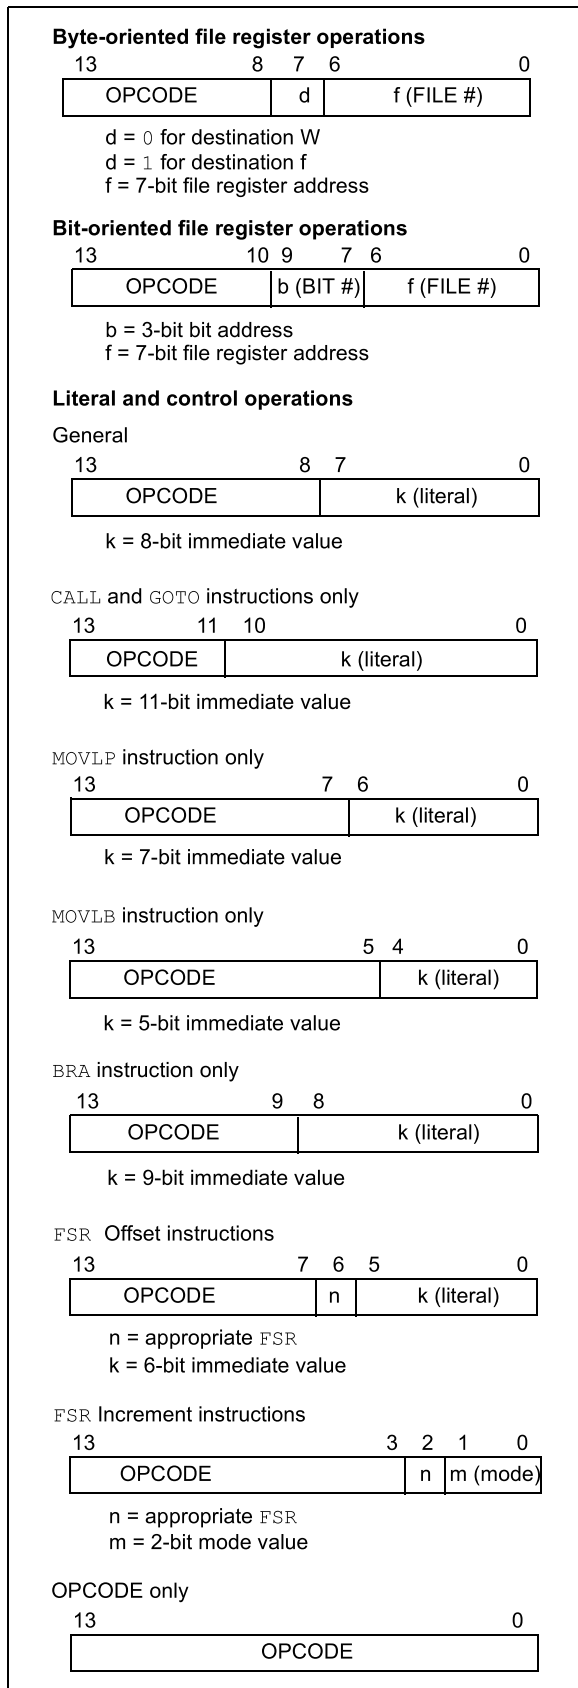 Byte-oriented file register operations
13 8 7 6 0
OPCODE d f (FILE #)
d = 0 for destination W
d = 1 for destination f
f = 7-bit file register address
Bit-oriented file register operations
13 10 9 7 6 0
OPCODE b (BIT #) f (FILE #)
b = 3-bit bit address
f = 7-bit file register address
Literal and control operations
General
13 8 7 0
OPCODE k (literal)
k = 8-bit immediate value
CALL and GOTO instructions only
13 11 10 0
OPCODE k (literal)
k = 11-bit immediate value
MOVLP instruction only
13 7 6 0
OPCODE k (literal)
k = 7-bit immediate value
MOVLB instruction only
13 5 4 0
OPCODE k (literal)
k = 5-bit immediate value
BRA instruction only
13 9 8 0
OPCODE k (literal)
k = 9-bit immediate value
FSR Offset instructions
13 7 6 5 0
OPCODE n k (literal)
n = appropriate FSR
k = 6-bit immediate value
FSR Increment instructions
13 3 2 1 0
OPCODE n m (mode)
n = appropriate FSR
m = 2-bit mode value
OPCODE only
13 0
OPCODE